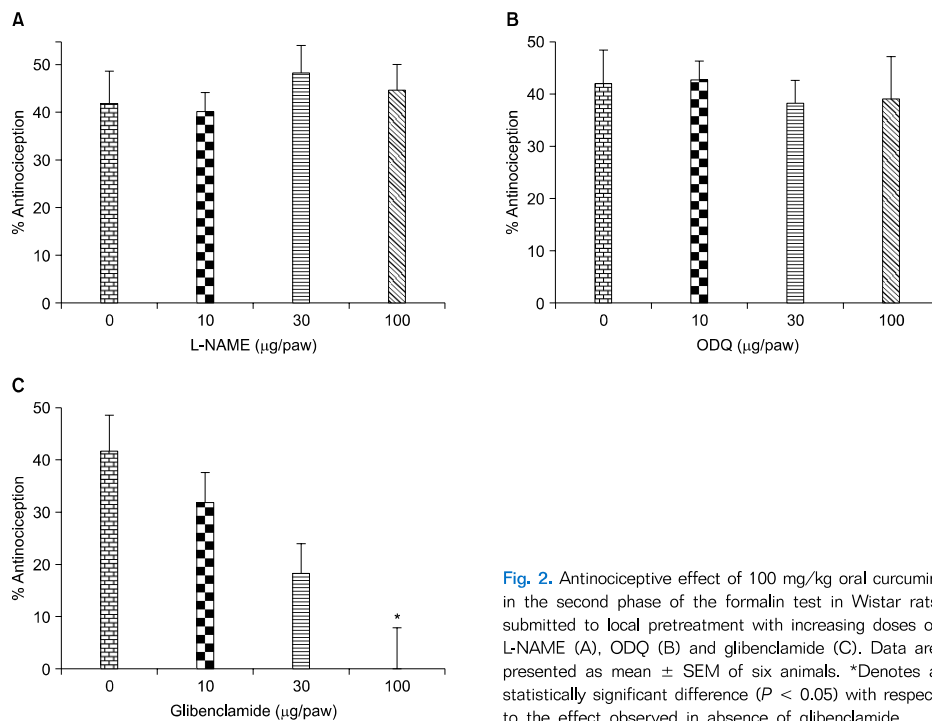 A
50
40
30
20
10
0
% Antinociception
0 10 30 100
L-NAME (μg/paw)
B
50
40
30
20
10
0
% Antinociception
0 10 30 100
ODQ (μg/paw)
C
50
40
30
20
10
0
% Antinociception
*
0 10 30 100
Glibenclamide (μg/paw)
Fig. 2. Antinociceptive effect of 100 mg/kg oral curcumin
in the second phase of the formalin test in Wistar rats
submitted to local pretreatment with increasing doses o
L-NAME (A), ODQ (B) and glibenclamide (C). Data are
presented as mean ± SEM of six animals. *Denotes a
statistically significant difference (P < 0.05) with respec
to the effect observed in absence of glibenclamide